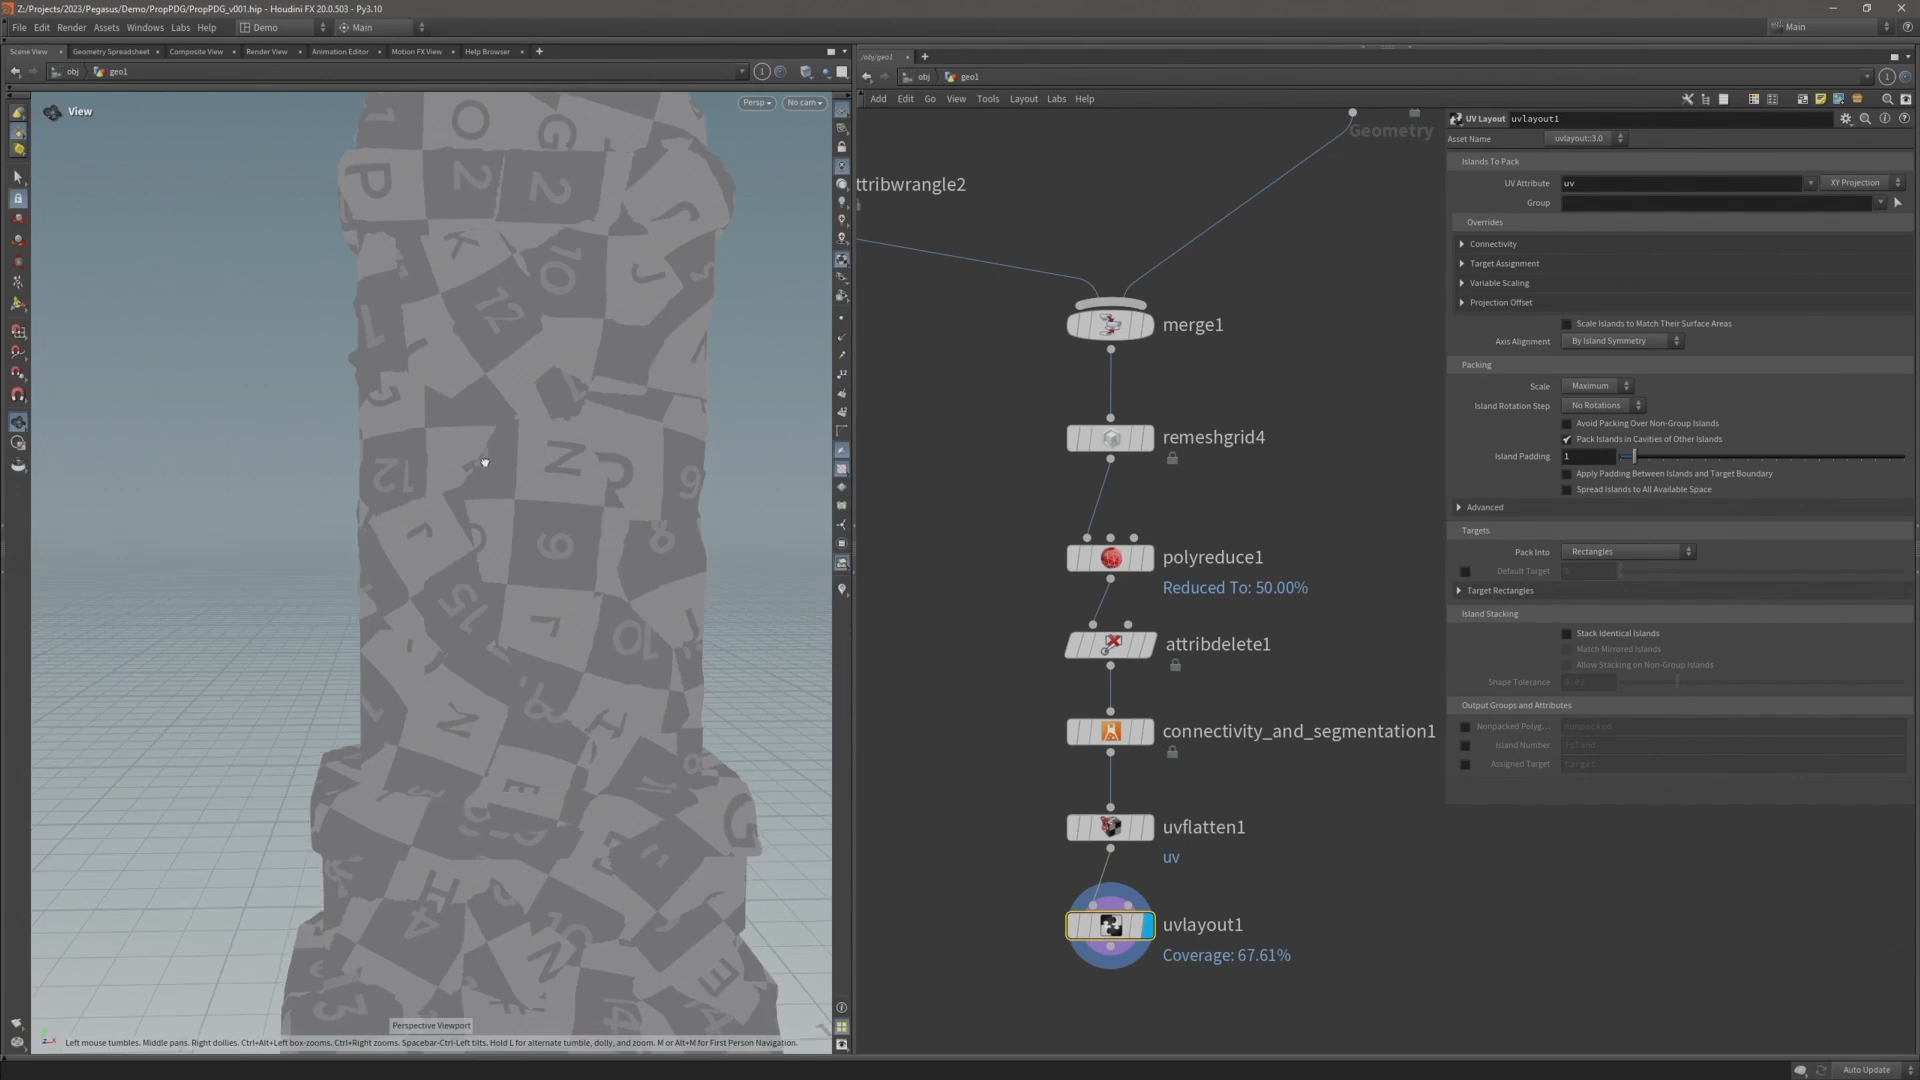 Z:/Projects/2023/Pegasus/Demo/PropPDG/PropPDG_v001.hip - Houdini FX 20.0.503 - Py3.10
File Edit Render Assets Windows Labs Help Demo Main
Main
Scene View Geometry Spreadsheet Composite View Render View Animation Editor Motion FX View Help Browser
/obj/geo1
obj geo1
obj geo1
Add Edit Go View Tools Layout Labs Help
View
Persp No cam
Geometry
ttribwrangle2
merge1
remeshgrid4
polyreduce1
Reduced To: 50.00%
attribdelete1
connectivity_and_segmentation1
uvflatten1
uv
uvlayout1
Coverage: 67.61%
UV Layout uvlayout1
Asset Name uvlayout::3.0
Islands To Pack
UV Attribute uv XY Projection
Group
Overrides
Connectivity
Target Assignment
Variable Scaling
Projection Offset
Scale Islands to Match Their Surface Areas
Axis Alignment By Island Symmetry
Packing
Scale Maximum
Island Rotation Step No Rotations
Avoid Packing Over Non-Group Islands
Pack Islands in Cavities of Other Islands
Island Padding 1
Apply Padding Between Islands and Target Boundary
Spread Islands to All Available Space
Advanced
Targets
Pack Into Rectangles
Default Target
Target Rectangles
Island Stacking
Stack Identical Islands
Match Mirrored Islands
Allow Stacking on Non-Group Islands
Shape Tolerance 0.02
Output Groups and Attributes
Nonpacked Polyg... nonpacked
Island Number island
Assigned Target target
Perspective Viewport
Left mouse tumbles. Middle pans. Right dollies. Ctrl+Alt+Left box-zooms. Ctrl+Right zooms. Spacebar-Ctrl-Left tilts. Hold L for alternate tumble, dolly, and zoom. M or Alt+M for First Person Navigation.
Auto Update